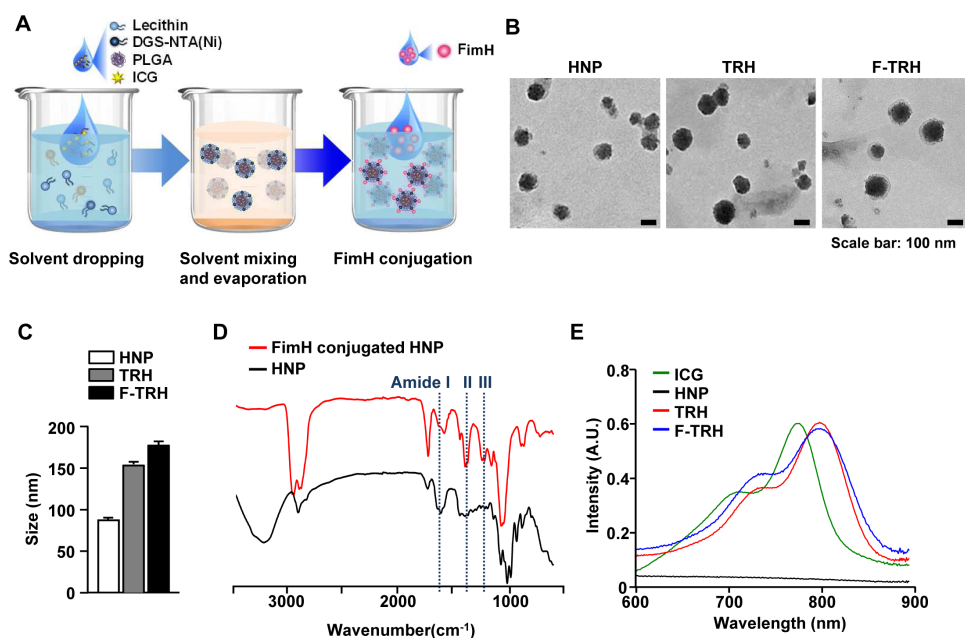 A
Lecithin
DGS-NTA(Ni)
PLGA
ICG
FimH
Solvent dropping
Solvent mixing
and evaporation
FimH conjugation
B
HNP TRH F-TRH
Scale bar: 100 nm
C
HNP
TRH
F-TRH
Size (nm)
200
150
100
50
0
D
FimH conjugated HNP
HNP
Amide I II III
3000 2000 1000
Wavenumber(cm-1)
E
ICG
HNP
TRH
F-TRH
Intensity (A.U.)
0.8
0.6
0.4
0.2
0
600 700 800 900
Wavelength (nm)